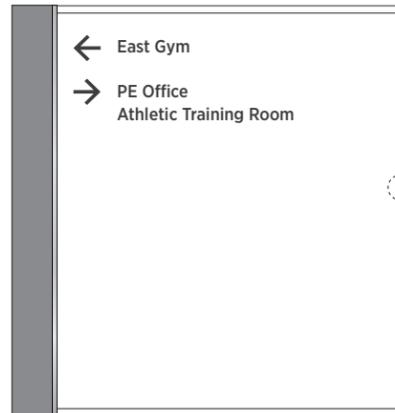 ← East Gym
→ PE Office
Athletic Training Room